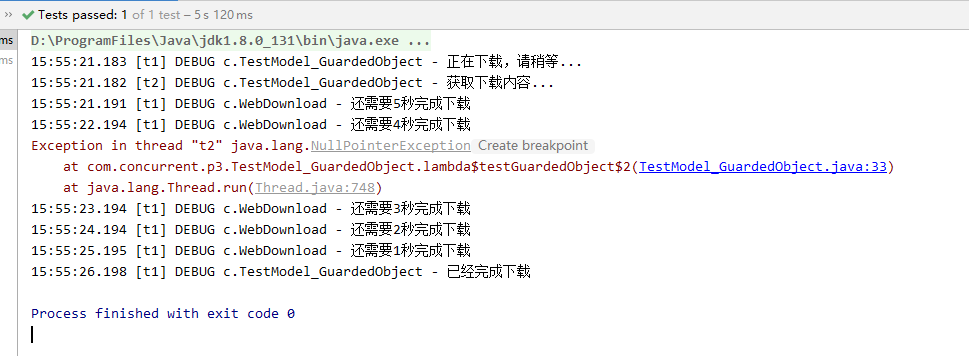 ›› ✔ Tests passed: 1 of 1 test – 5 s 120 ms
ms
ms
D:\ProgramFiles\Java\jdk1.8.0_131\bin\java.exe ...
15:55:21.183 [t1] DEBUG c.TestModel_GuardedObject - 正在下载，请稍等...
15:55:21.182 [t2] DEBUG c.TestModel_GuardedObject - 获取下载内容...
15:55:21.191 [t1] DEBUG c.WebDownload - 还需要5秒完成下载
15:55:22.194 [t1] DEBUG c.WebDownload - 还需要4秒完成下载
Exception in thread "t2" java.lang.NullPointerException Create breakpoint
at com.concurrent.p3.TestModel_GuardedObject.lambda$testGuardedObject$2(TestModel_GuardedObject.java:33)
at java.lang.Thread.run(Thread.java:748)
15:55:23.194 [t1] DEBUG c.WebDownload - 还需要3秒完成下载
15:55:24.194 [t1] DEBUG c.WebDownload - 还需要2秒完成下载
15:55:25.195 [t1] DEBUG c.WebDownload - 还需要1秒完成下载
15:55:26.198 [t1] DEBUG c.TestModel_GuardedObject - 已经完成下载
Process finished with exit code 0